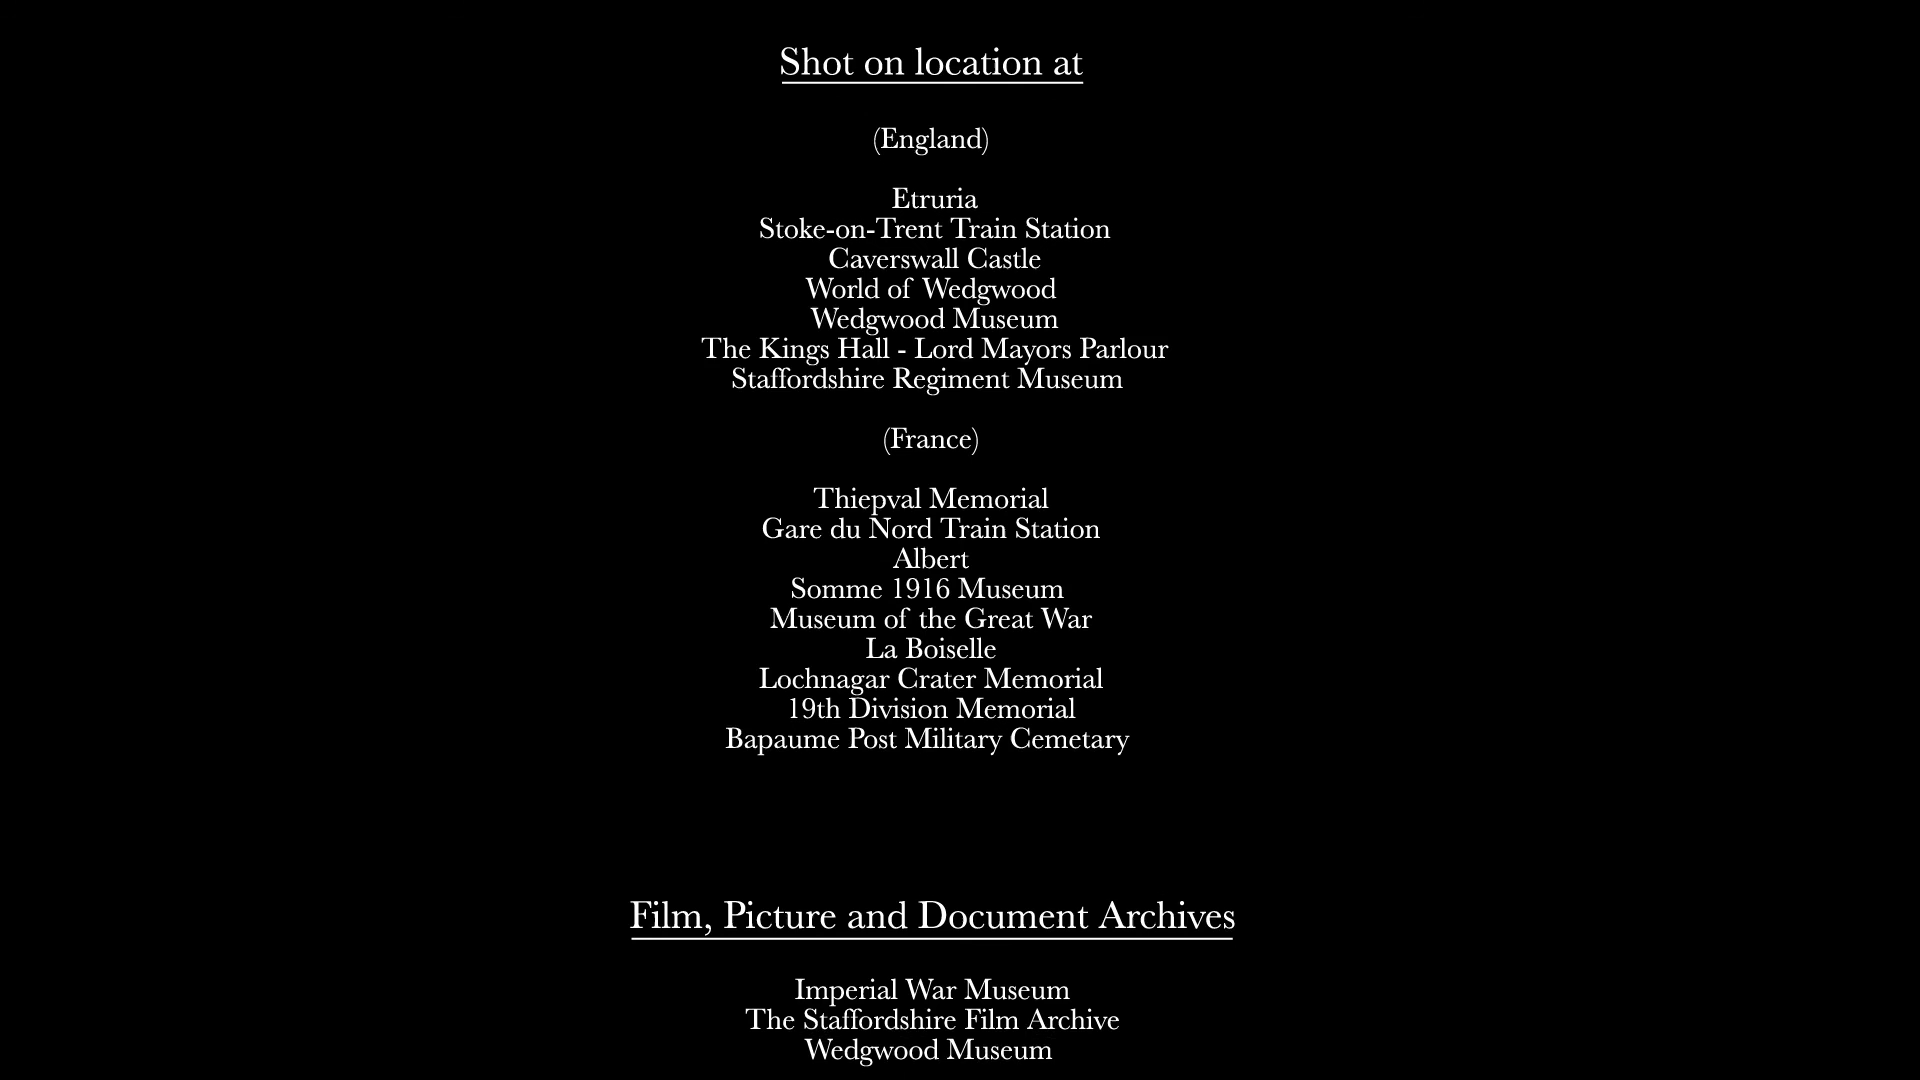 Shot on location at
(England)
Etruria
Stoke-on-Trent Train Station
Caverswall Castle
World of Wedgwood
Wedgwood Museum
The Kings Hall - Lord Mayors Parlour
Staffordshire Regiment Museum
(France)
Thiepval Memorial
Gare du Nord Train Station
Albert
Somme 1916 Museum
Museum of the Great War
La Boiselle
Lochnagar Crater Memorial
19th Division Memorial
Bapaume Post Military Cemetary
Film, Picture and Document Archives
Imperial War Museum
The Staffordshire Film Archive
Wedgwood Museum